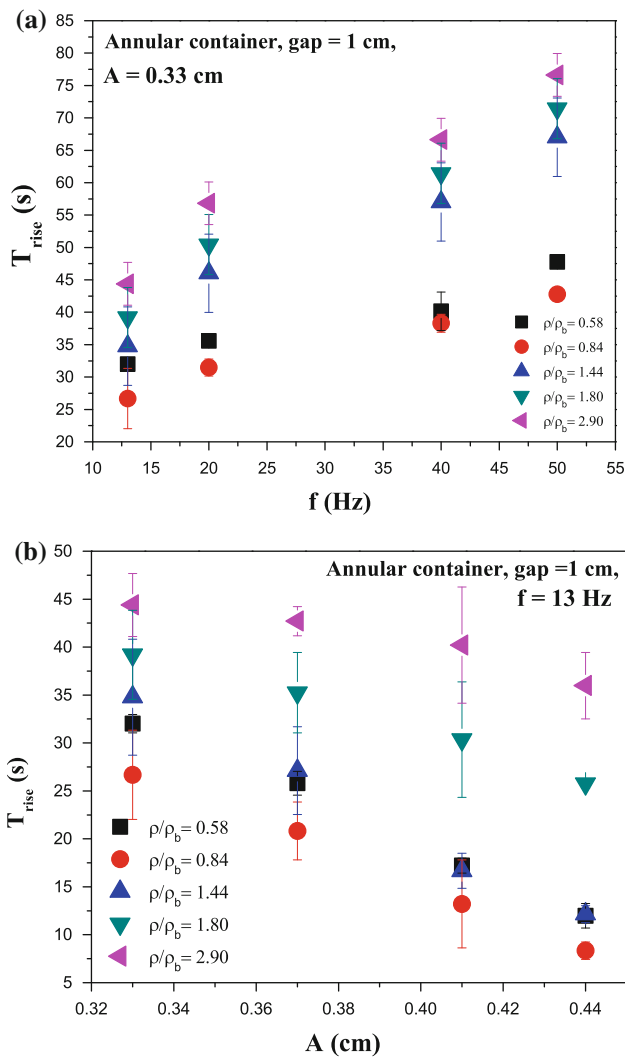 (a)
Annular container, gap = 1 cm,
A = 0.33 cm
85
80
75
70
65
60
55
50
45
40
35
30
25
20
T_rise (s)
ρ/ρ_b = 0.58
ρ/ρ_b = 0.84
ρ/ρ_b = 1.44
ρ/ρ_b = 1.80
ρ/ρ_b = 2.90
10 15 20 25 30 35 40 45 50 55
f (Hz)
(b)
Annular container, gap =1 cm,
f = 13 Hz
50
45
40
35
30
25
20
15
10
5
T_rise (s)
ρ/ρ_b = 0.58
ρ/ρ_b = 0.84
ρ/ρ_b = 1.44
ρ/ρ_b = 1.80
ρ/ρ_b = 2.90
0.32 0.34 0.36 0.38 0.40 0.42 0.44
A (cm)